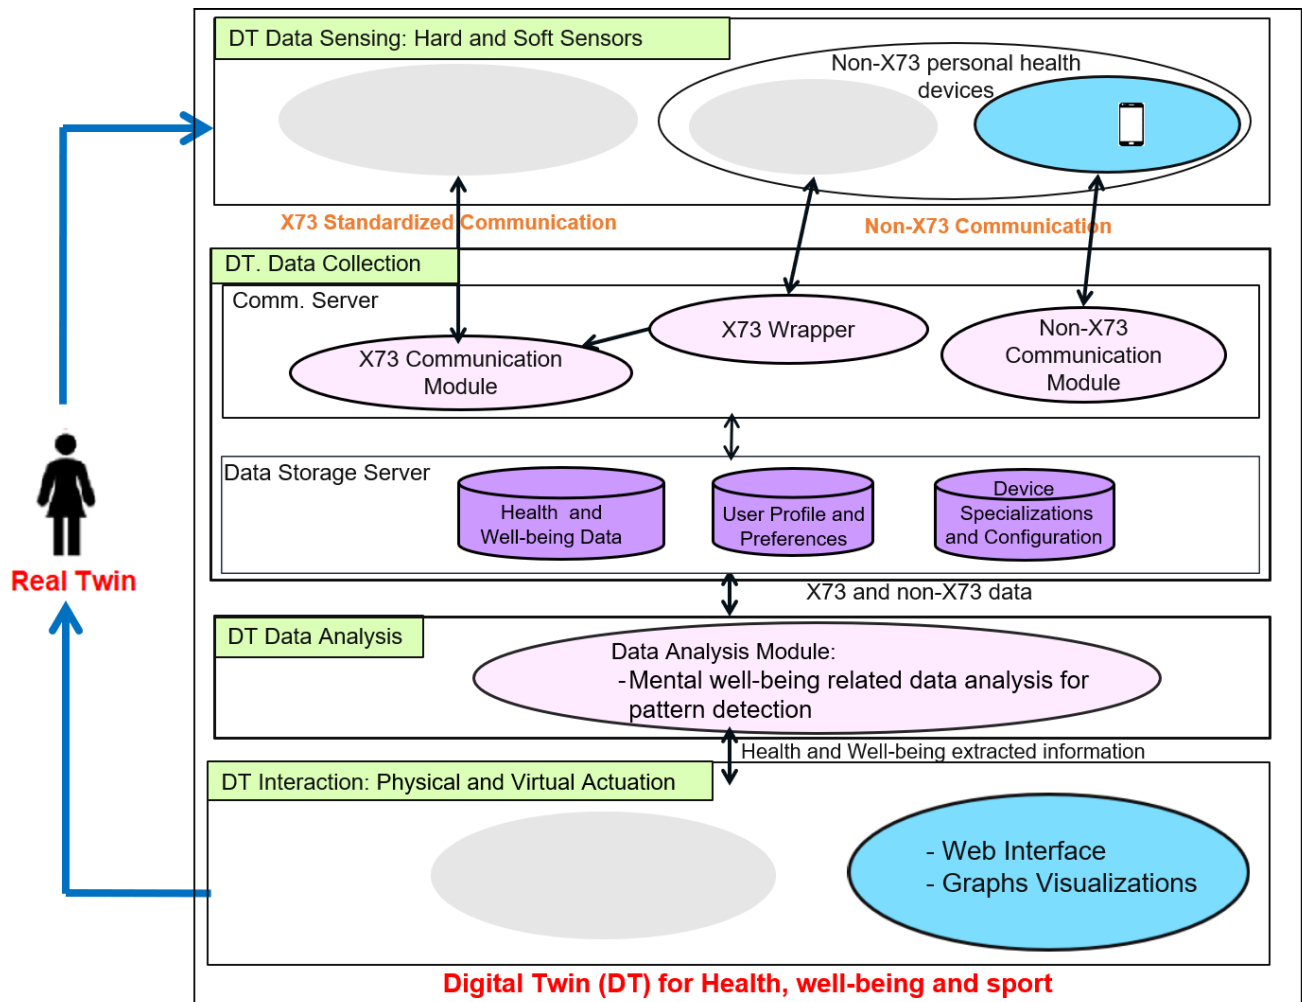 DT Data Sensing: Hard and Soft Sensors
Non-X73 personal health
devices
X73 Standardized Communication
Non-X73 Communication
DT. Data Collection
Comm. Server
X73 Communication
Module
X73 Wrapper
Non-X73
Communication
Module
Data Storage Server
Health and
Well-being Data
User Profile and
Preferences
Device
Specializations
and Configuration
Real Twin
X73 and non-X73 data
DT Data Analysis
Data Analysis Module:
-Mental well-being related data analysis for
pattern detection
Health and Well-being extracted information
DT Interaction: Physical and Virtual Actuation
- Web Interface
- Graphs Visualizations
Digital Twin (DT) for Health, well-being and sport